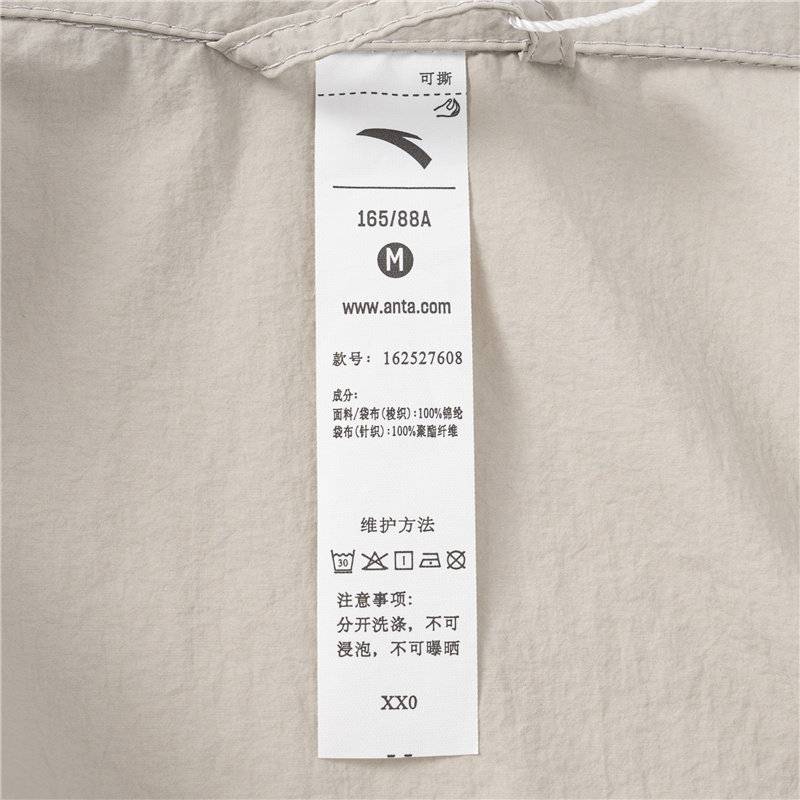 可撕
165/88A
M
www.anta.com
款号：162527608
成分：
面料/袋布(梭织)：100%锦纶
袋布(针织)：100%聚酯纤维
维护方法
30
注意事项：
分开洗涤，不可
浸泡，不可曝晒
XX0